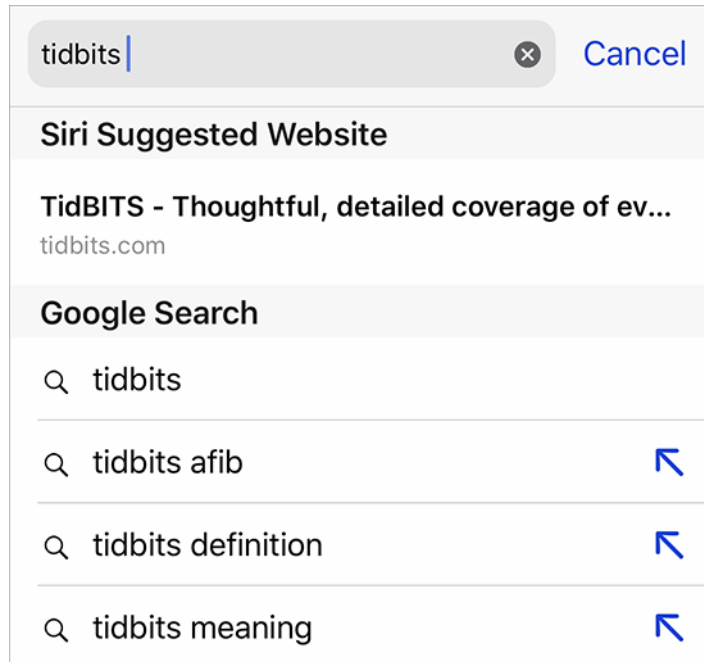 tidbits
Cancel
Siri Suggested Website
TidBITS - Thoughtful, detailed coverage of ev...
tidbits.com
Google Search
tidbits
tidbits afib
tidbits definition
tidbits meaning